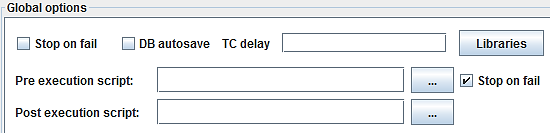 Global options
Stop on fail DB autosave TC delay Libraries
Pre execution script: ... Stop on fail
Post execution script: ...